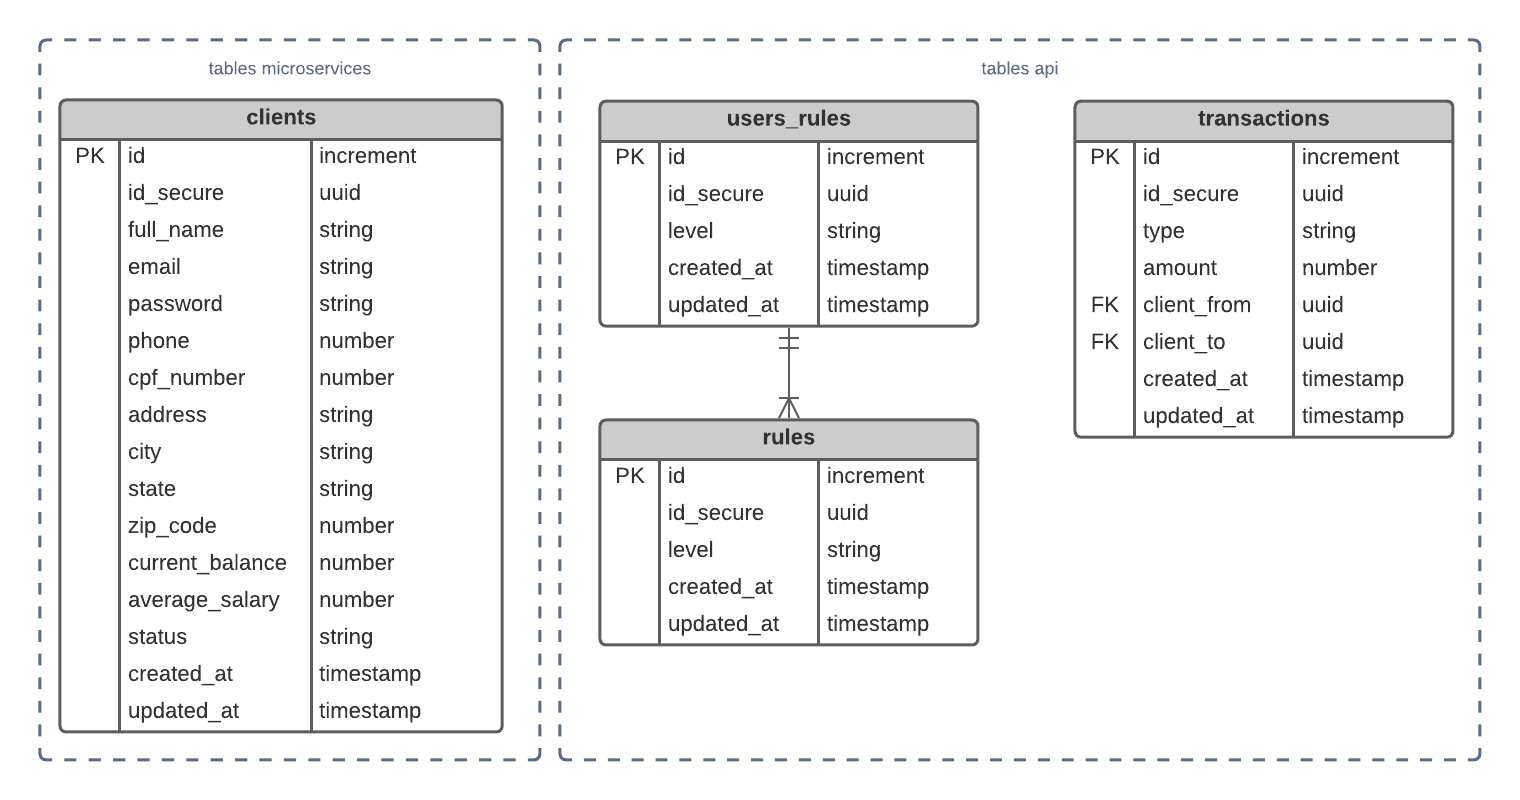 tables microservices
clients
PK id increment
id_secure uuid
full_name string
email string
password string
phone number
cpf_number number
address string
city string
state string
zip_code number
current_balance number
average_salary number
status string
created_at timestamp
updated_at timestamp
tables api
users_rules
PK id increment
id_secure uuid
level string
created_at timestamp
updated_at timestamp
rules
PK id increment
id_secure uuid
level string
created_at timestamp
updated_at timestamp
transactions
PK id increment
id_secure uuid
type string
amount number
FK client_from uuid
FK client_to uuid
created_at timestamp
updated_at timestamp